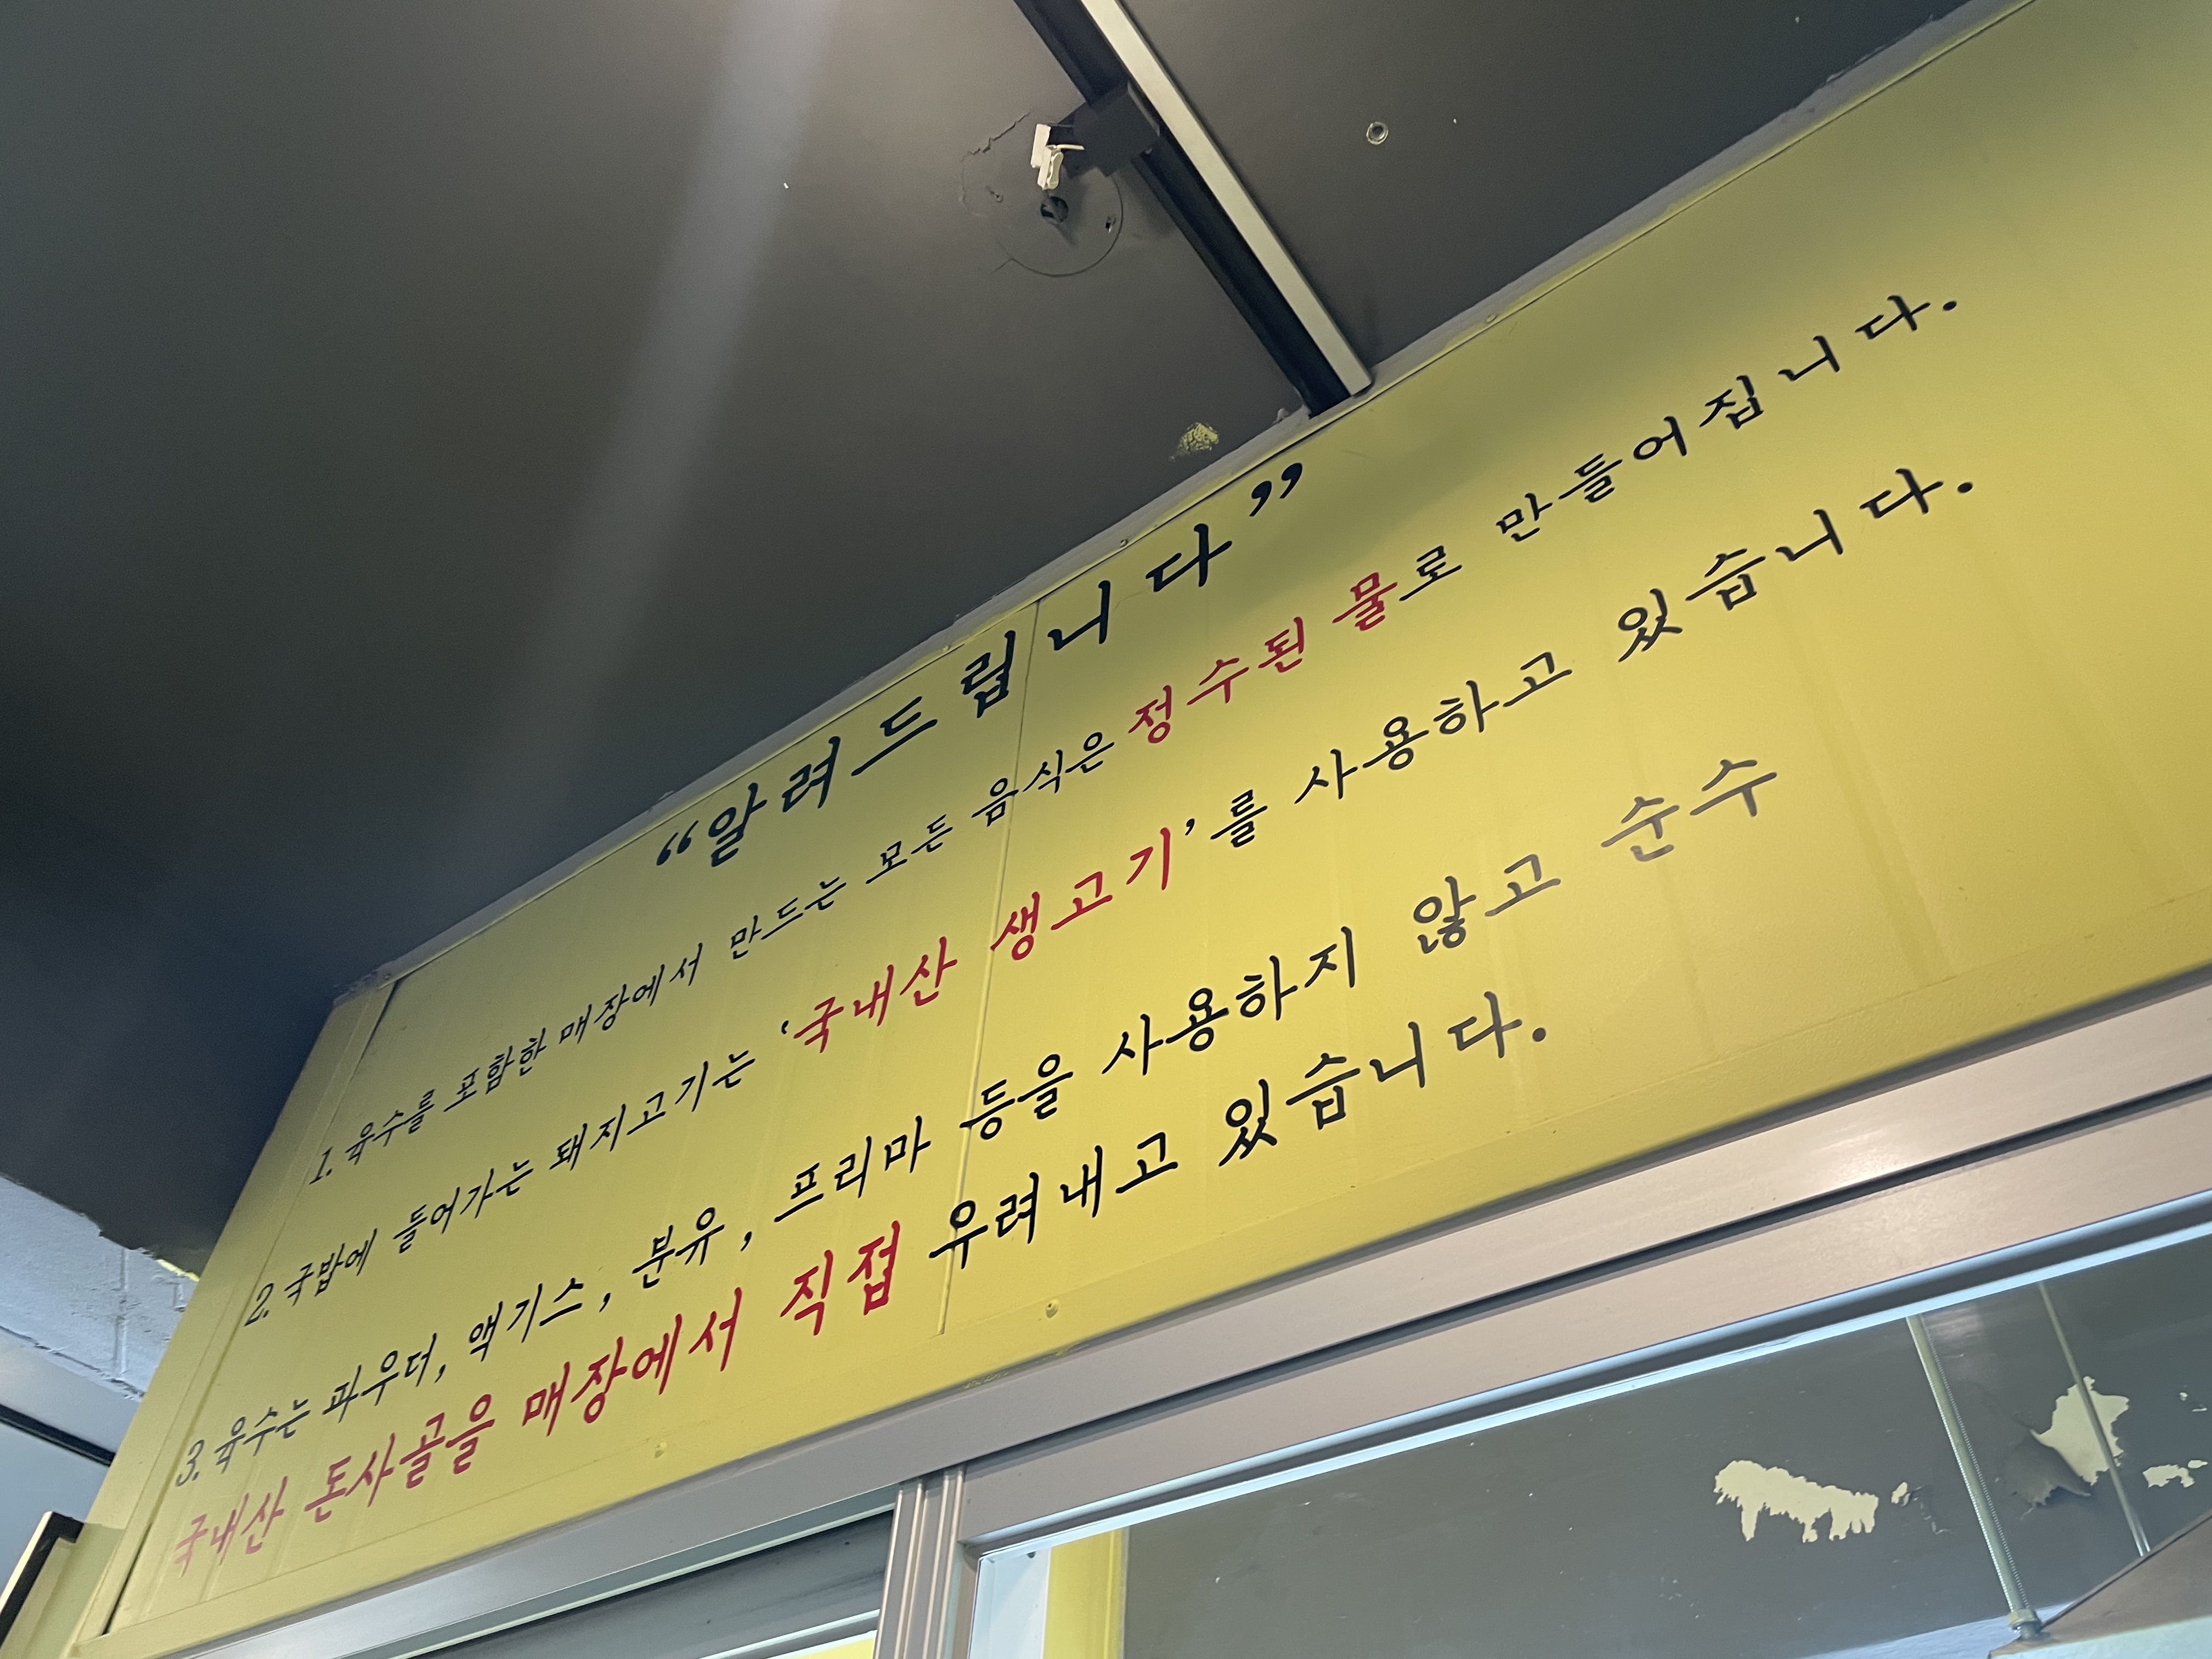 “알려드립니다”
1. 육수를 포함한 매장에서 만드는 모든 음식은 정수된 물로 만들어집니다.
2. 국밥에 들어가는 돼지고기는 ‘국내산 생고기’를 사용하고 있습니다.
3. 육수는 파우더, 액기스, 분유, 프리마 등을 사용하지 않고 순수
국내산 돈사골을 매장에서 직접 우려내고 있습니다.